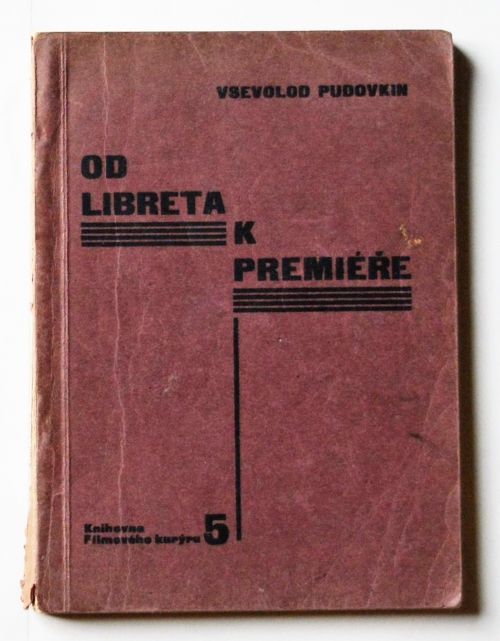 VSEVOLOD PUDOVKIN
OD
LIBRETA
K
PREMIÉŘE
Knihovna
Filmového kurýru 5